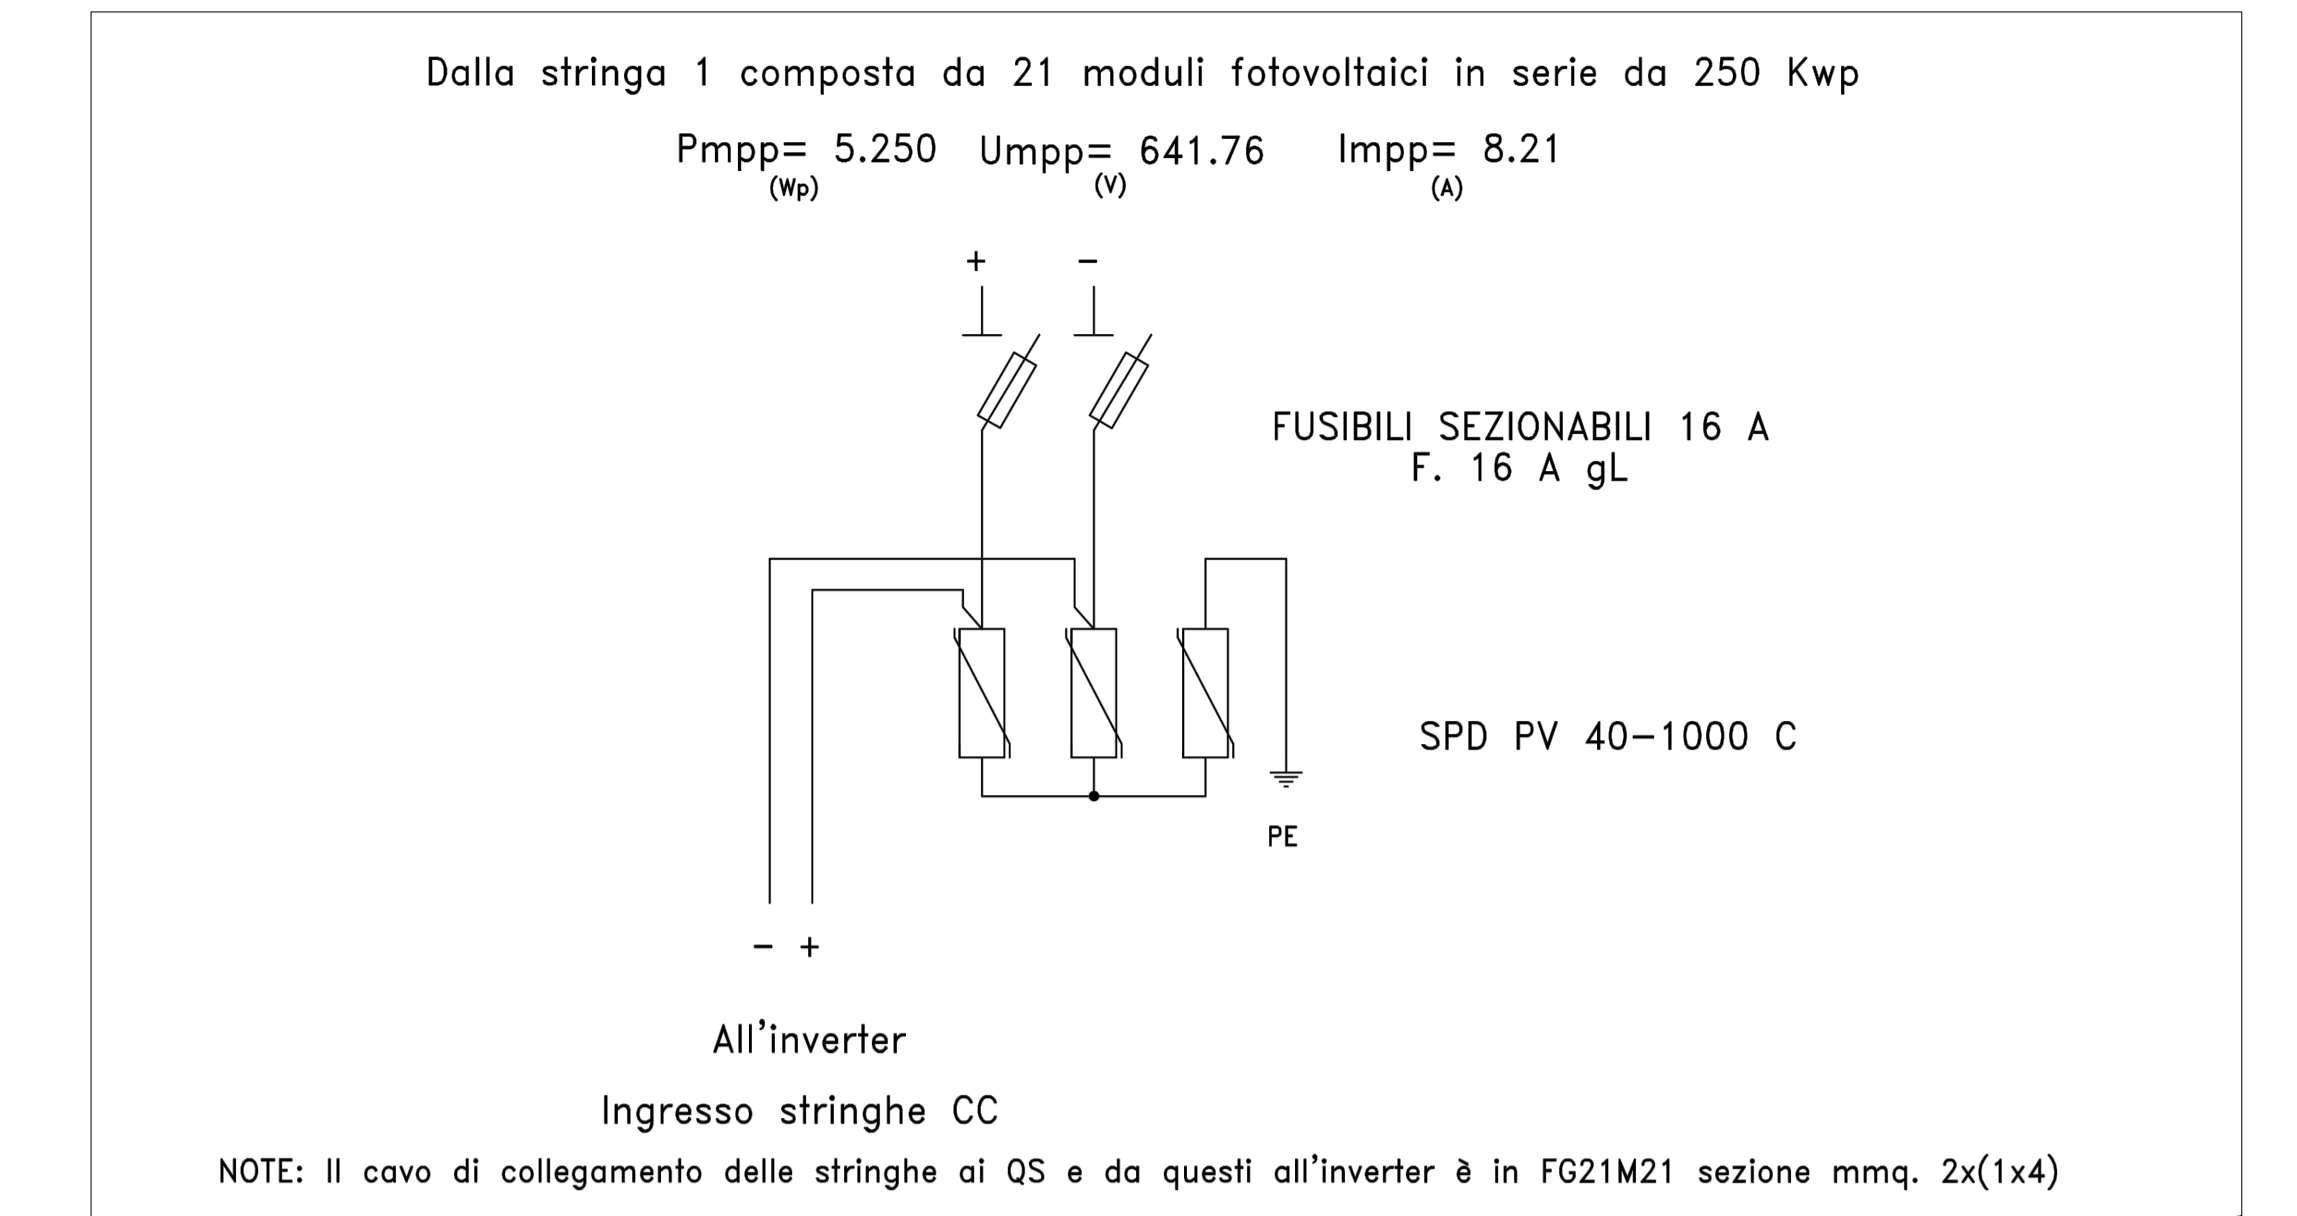 Dalla stringa 1 composta da 21 moduli fotovoltaici in serie da 250 Kwp
Pmpp= 5.250 Umpp= 641.76 Impp= 8.21
(Wp) (V) (A)
+ −
FUSIBILI SEZIONABILI 16 A
F. 16 A gL
SPD PV 40-1000 C
PE
− +
All'inverter
Ingresso stringhe CC
NOTE: Il cavo di collegamento delle stringhe ai QS e da questi all'inverter è in FG21M21 sezione mmq. 2x(1x4)